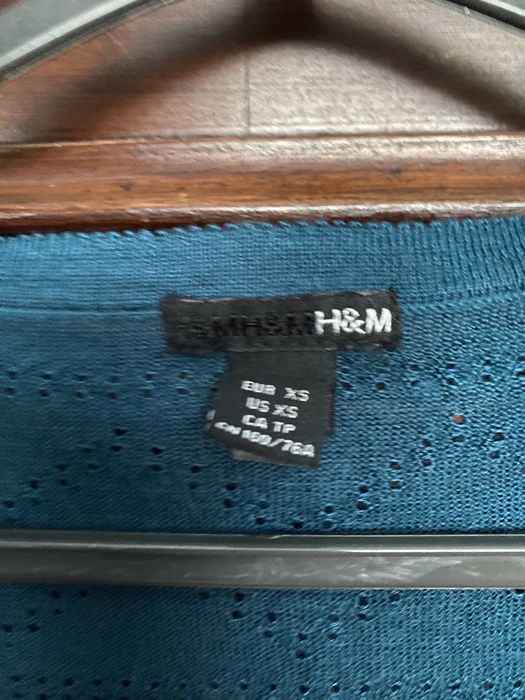 &MH&MH&M
EUR XS
US XS
CA TP
CN 160/76A